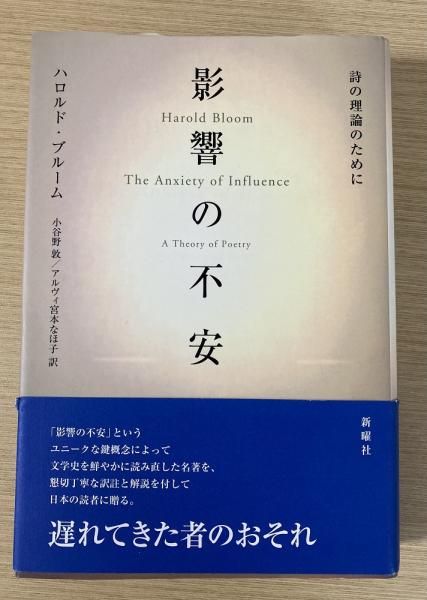 詩の理論のために
影響の不安
Harold Bloom
The Anxiety of Influence
A Theory of Poetry
ハロルド・ブルーム
小谷野 敦／アルヴィ宮本なほ子 訳
新曜社
「影響の不安」という
ユニークな鍵概念によって
文学史を鮮やかに読み直した名著を、
懇切丁寧な訳註と解説を付して
日本の読者に贈る。
遅れてきた者のおそれ